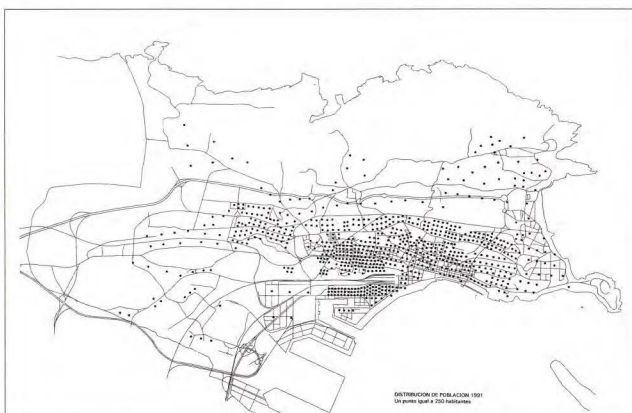 DISTRIBUCION DE POBLACION 1991
Un punto igual a 250 habitantes